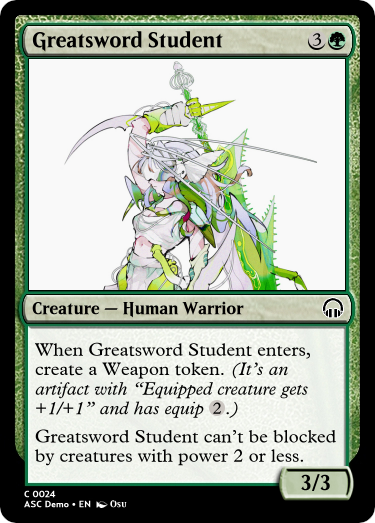 Greatsword Student 3
Creature — Human Warrior
When Greatsword Student enters,
create a Weapon token. (It's an
artifact with “Equipped creature gets
+1/+1” and has equip 2.)
Greatsword Student can't be blocked
by creatures with power 2 or less.
3/3
C 0024
ASC Demo • EN Osu